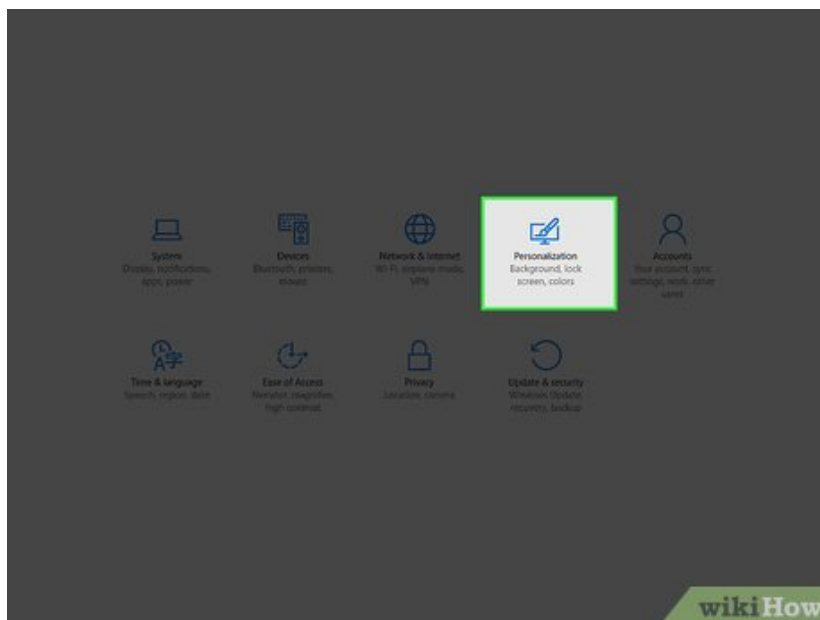 System
Display, notifications,
apps, power
Devices
Bluetooth, printers,
mouse
Network & Internet
Wi-Fi, airplane mode,
VPN
Personalization
Background, lock
screen, colors
Accounts
Your account, sync
settings, work, other
users
Time & language
Speech, region, date
Ease of Access
Narrator, magnifier,
high contrast
Privacy
Location, camera
Update & security
Windows Update,
recovery, backup
wikiHow